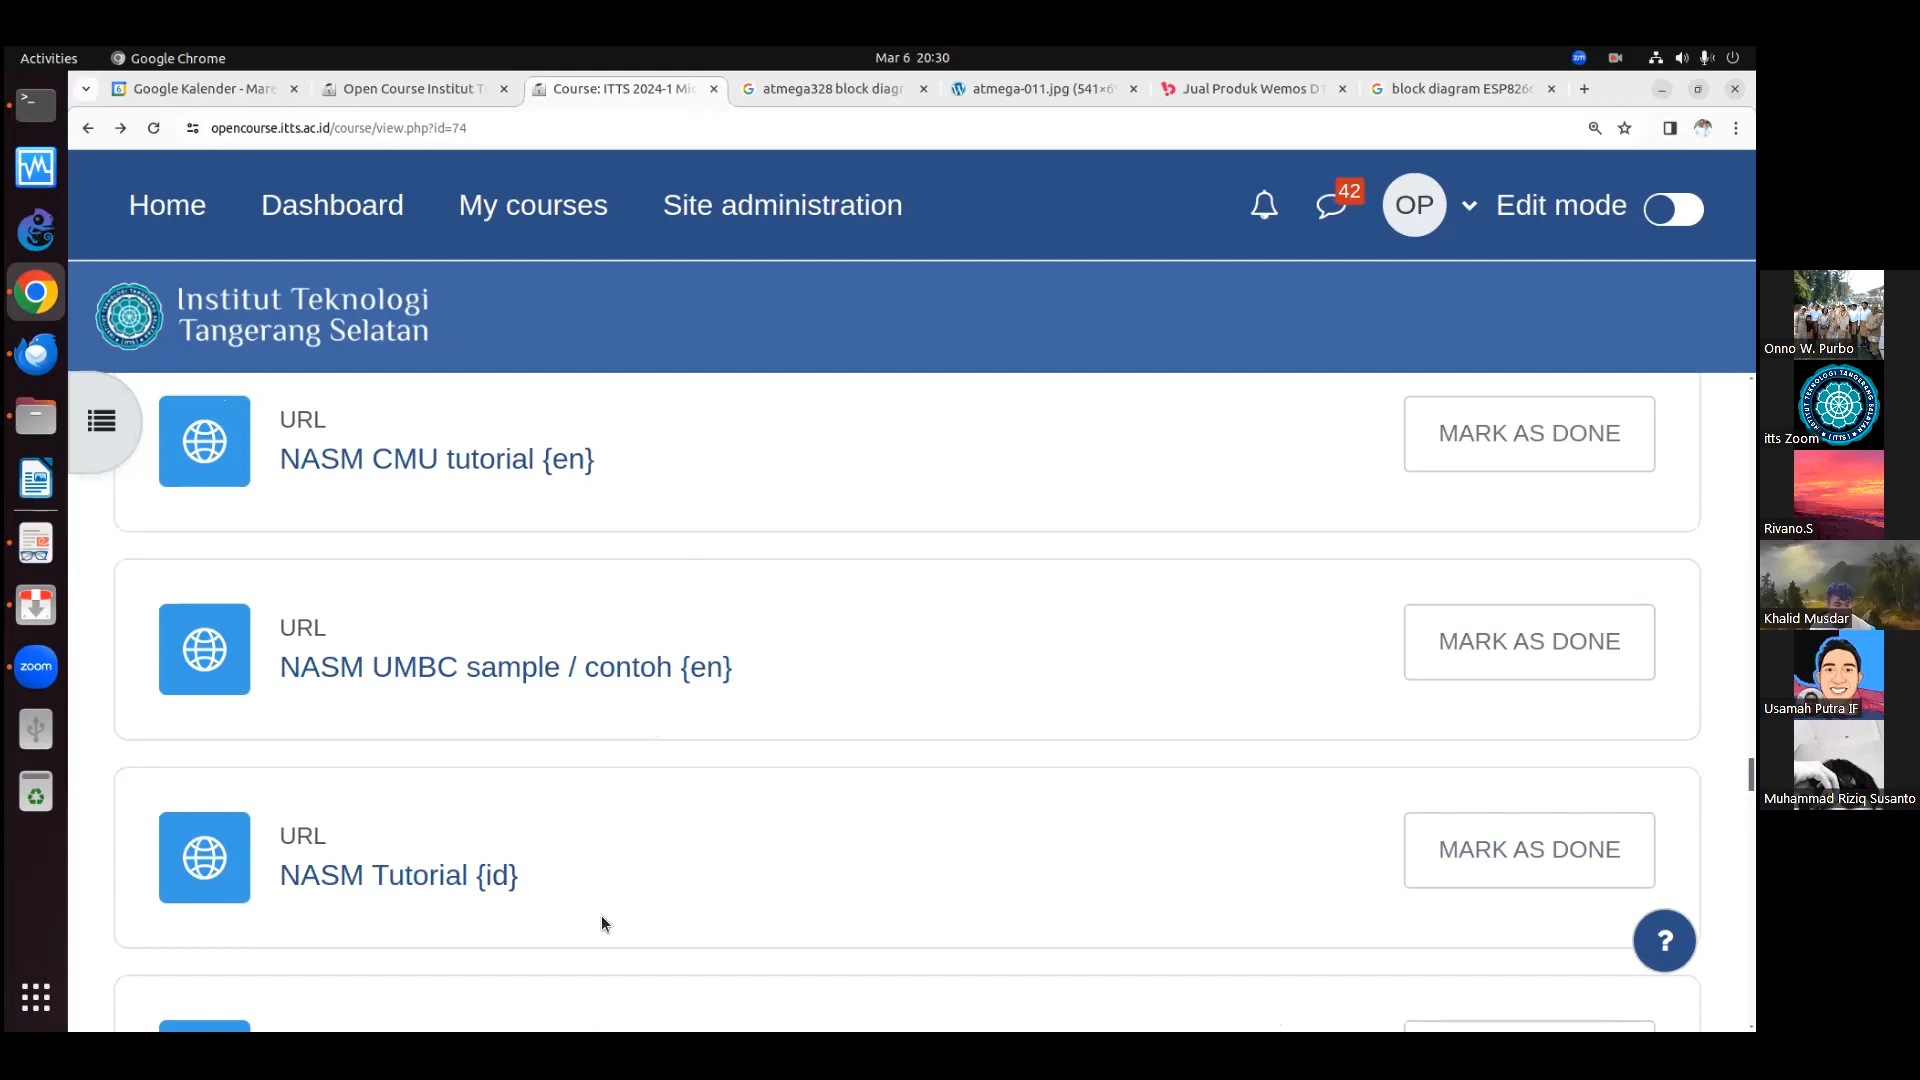 Activities
Google Chrome
Mar 6 20:30
Google Kalender - Mare
Open Course Institut T
Course: ITTS 2024-1 Mic
atmega328 block diagr
atmega-011.jpg (541×6
Jual Produk Wemos D1
block diagram ESP826
opencourse.itts.ac.id/course/view.php?id=74
Home
Dashboard
My courses
Site administration
42
OP
Edit mode
Institut Teknologi
Tangerang Selatan
URL
NASM CMU tutorial {en}
MARK AS DONE
URL
NASM UMBC sample / contoh {en}
MARK AS DONE
URL
NASM Tutorial {id}
MARK AS DONE
?
zoom
Onno W. Purbo
itts Zoom
Rivano.S
Khalid Musdar
Usamah Putra IF
Muhammad Riziq Susanto